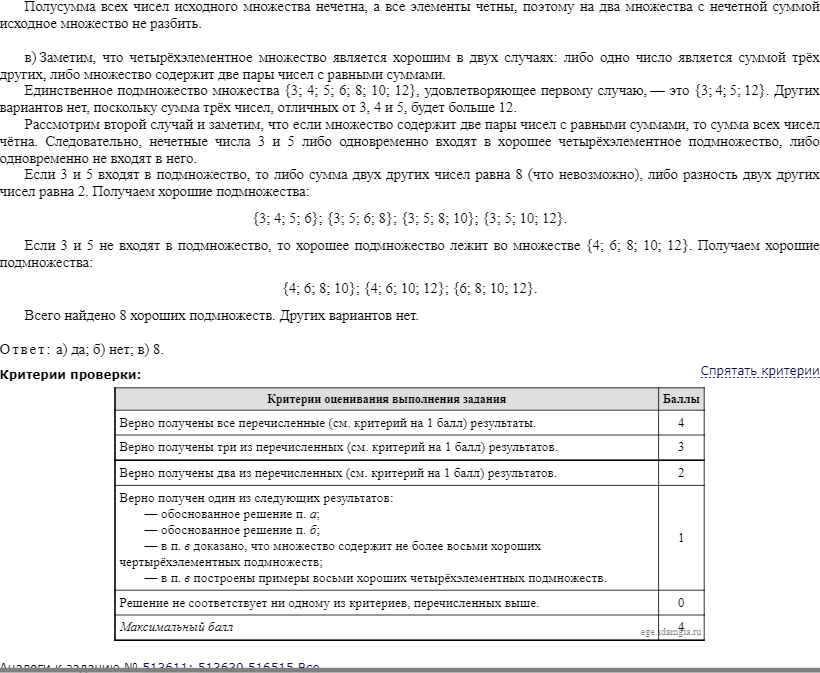 Полусумма всех чисел исходного множества нечетна, а все элементы четны, поэтому на два множества с нечетной суммой
исходное множество не разбить.
в) Заметим, что четырёхэлементное множество является хорошим в двух случаях: либо одно число является суммой трёх
других, либо множество содержит две пары чисел с равными суммами.
Единственное подмножество множества {3; 4; 5; 6; 8; 10; 12}, удовлетворяющее первому случаю, — это {3; 4; 5; 12}. Других
вариантов нет, поскольку сумма трёх чисел, отличных от 3, 4 и 5, будет больше 12.
Рассмотрим второй случай и заметим, что если множество содержит две пары чисел с равными суммами, то сумма всех чисел
чётна. Следовательно, нечетные числа 3 и 5 либо одновременно входят в хорошее четырёхэлементное подмножество, либо
одновременно не входят в него.
Если 3 и 5 входят в подмножество, то либо сумма двух других чисел равна 8 (что невозможно), либо разность двух других
чисел равна 2. Получаем хорошие подмножества:
{3; 4; 5; 6}; {3; 5; 6; 8}; {3; 5; 8; 10}; {3; 5; 10; 12}.
Если 3 и 5 не входят в подмножество, то хорошее подмножество лежит во множестве {4; 6; 8; 10; 12}. Получаем хорошие
подмножества:
{4; 6; 8; 10}; {4; 6; 10; 12}; {6; 8; 10; 12}.
Всего найдено 8 хороших подмножеств. Других вариантов нет.
Ответ: а) да; б) нет; в) 8.
Критерии проверки:
Спрятать критерии
Критерии оценивания выполнения задания Баллы
Верно получены все перечисленные (см. критерий на 1 балл) результаты. 4
Верно получены три из перечисленных (см. критерий на 1 балл) результатов. 3
Верно получены два из перечисленных (см. критерий на 1 балл) результатов. 2
Верно получен один из следующих результатов:
— обоснованное решение п. а;
— обоснованное решение п. б;
— в п. в доказано, что множество содержит не более восьми хороших
чертырёхэлементных подмножеств;
— в п. в построены примеры восьми хороших четырёхэлементных подмножеств.
1
Решение не соответствует ни одному из критериев, перечисленных выше. 0
Максимальный балл 4
ege.sdamgia.ru
Аналоги к заданию № 513611: 513630 516515 Все